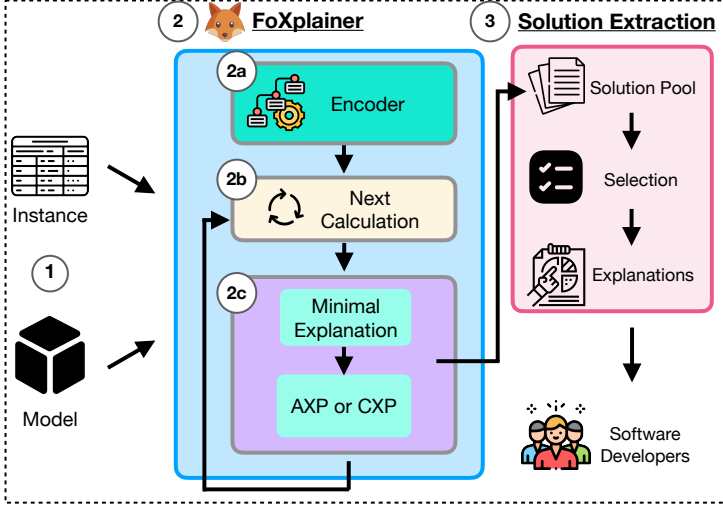 2
FoXplainer
3
Solution Extraction
1
Instance
Model
2a
Encoder
2b
Next
Calculation
2c
Minimal
Explanation
AXP or CXP
Solution Pool
Selection
Explanations
Software
Developers